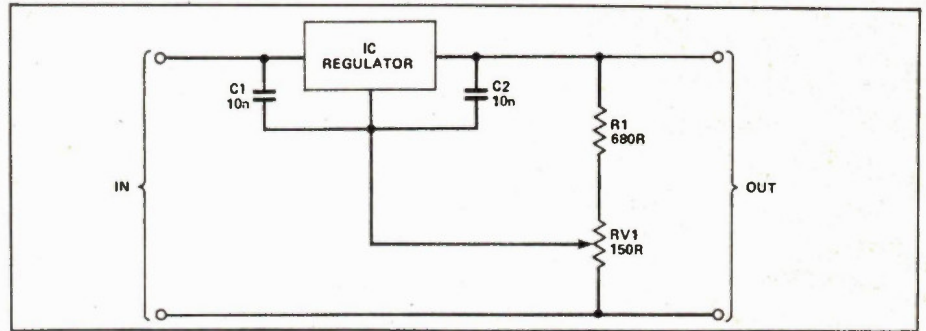 IC
REGULATOR
C1
10n
C2
10n
R1
680R
IN
OUT
RV1
150R